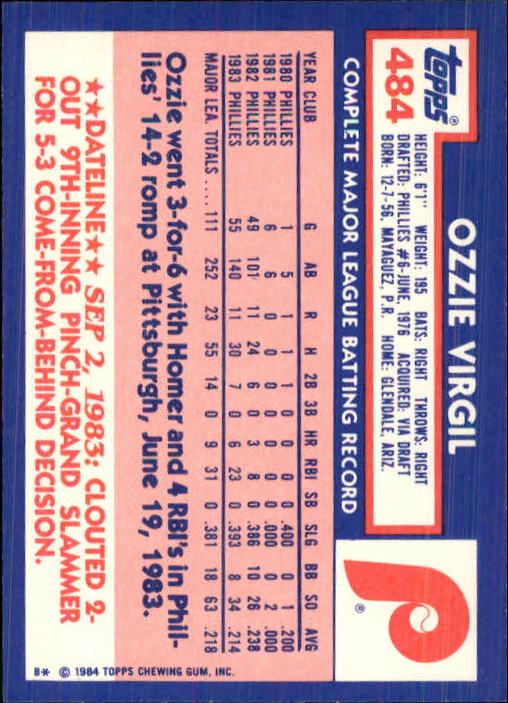 topps®
484
OZZIE VIRGIL
HEIGHT: 6'1" WEIGHT: 195 BATS: RIGHT THROWS: RIGHT
DRAFTED: PHILLIES #6-JUNE, 1976 ACQUIRED: VIA DRAFT
BORN: 12-7-56, MAYAGUEZ, P.R. HOME: GLENDALE, ARIZ.
P®
COMPLETE MAJOR LEAGUE BATTING RECORD
YEAR CLUB G AB R H 2B 3B HR RBI SB SLG BB SO AVG
1980 PHILLIES 1 5 1 1 1 0 0 0 0 .400 0 1 .200
1981 PHILLIES 6 6 0 0 0 0 0 0 0 .000 0 2 .000
1982 PHILLIES 49 101 11 24 6 0 3 8 0 .386 10 26 .238
1983 PHILLIES 55 140 11 30 7 0 6 23 0 .393 8 34 .214
MAJOR LEA. TOTALS ..... 111 252 23 55 14 0 9 31 0 .381 18 63 .218
Ozzie went 3-for-6 with Homer and 4 RBI's in Phil-
lies' 14-2 romp at Pittsburgh, June 19, 1983.
★★DATELINE★★ SEP 2, 1983: CLOUTED 2-
OUT 9TH-INNING PINCH-GRAND SLAMMER
FOR 5-3 COME-FROM-BEHIND DECISION.
B* © 1984 TOPPS CHEWING GUM, INC.